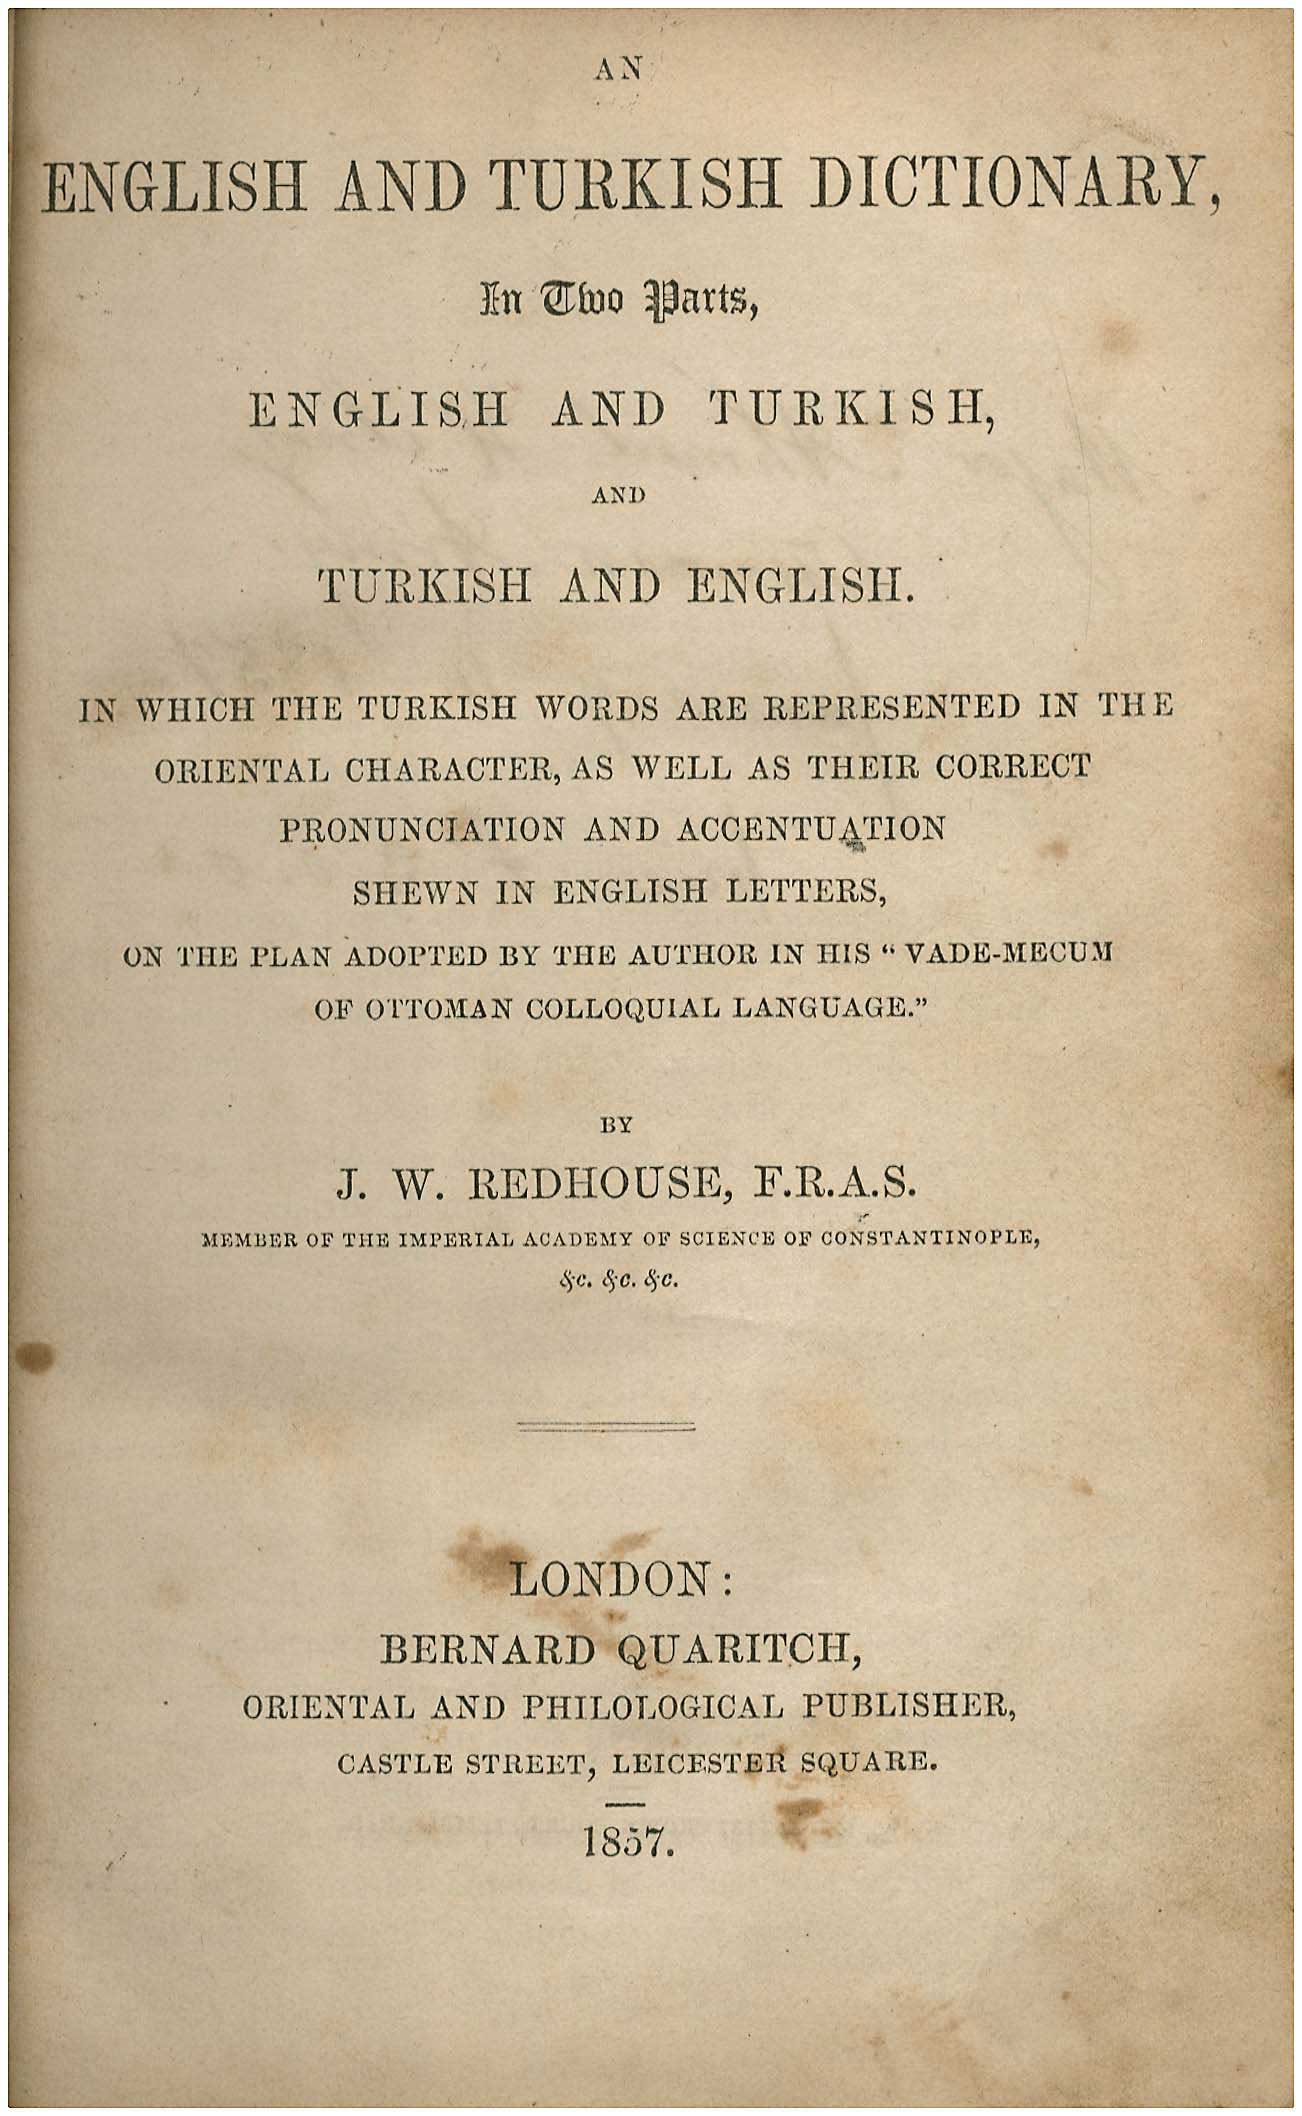 AN
ENGLISH AND TURKISH DICTIONARY,
In Two Parts,
ENGLISH AND TURKISH,
AND
TURKISH AND ENGLISH.
IN WHICH THE TURKISH WORDS ARE REPRESENTED IN THE
ORIENTAL CHARACTER, AS WELL AS THEIR CORRECT
PRONUNCIATION AND ACCENTUATION
SHEWN IN ENGLISH LETTERS,
ON THE PLAN ADOPTED BY THE AUTHOR IN HIS “VADE-MECUM
OF OTTOMAN COLLOQUIAL LANGUAGE.”
BY
J. W. REDHOUSE, F.R.A.S.
MEMBER OF THE IMPERIAL ACADEMY OF SCIENCE OF CONSTANTINOPLE,
&c. &c. &c.
LONDON:
BERNARD QUARITCH,
ORIENTAL AND PHILOLOGICAL PUBLISHER,
CASTLE STREET, LEICESTER SQUARE.
1857.